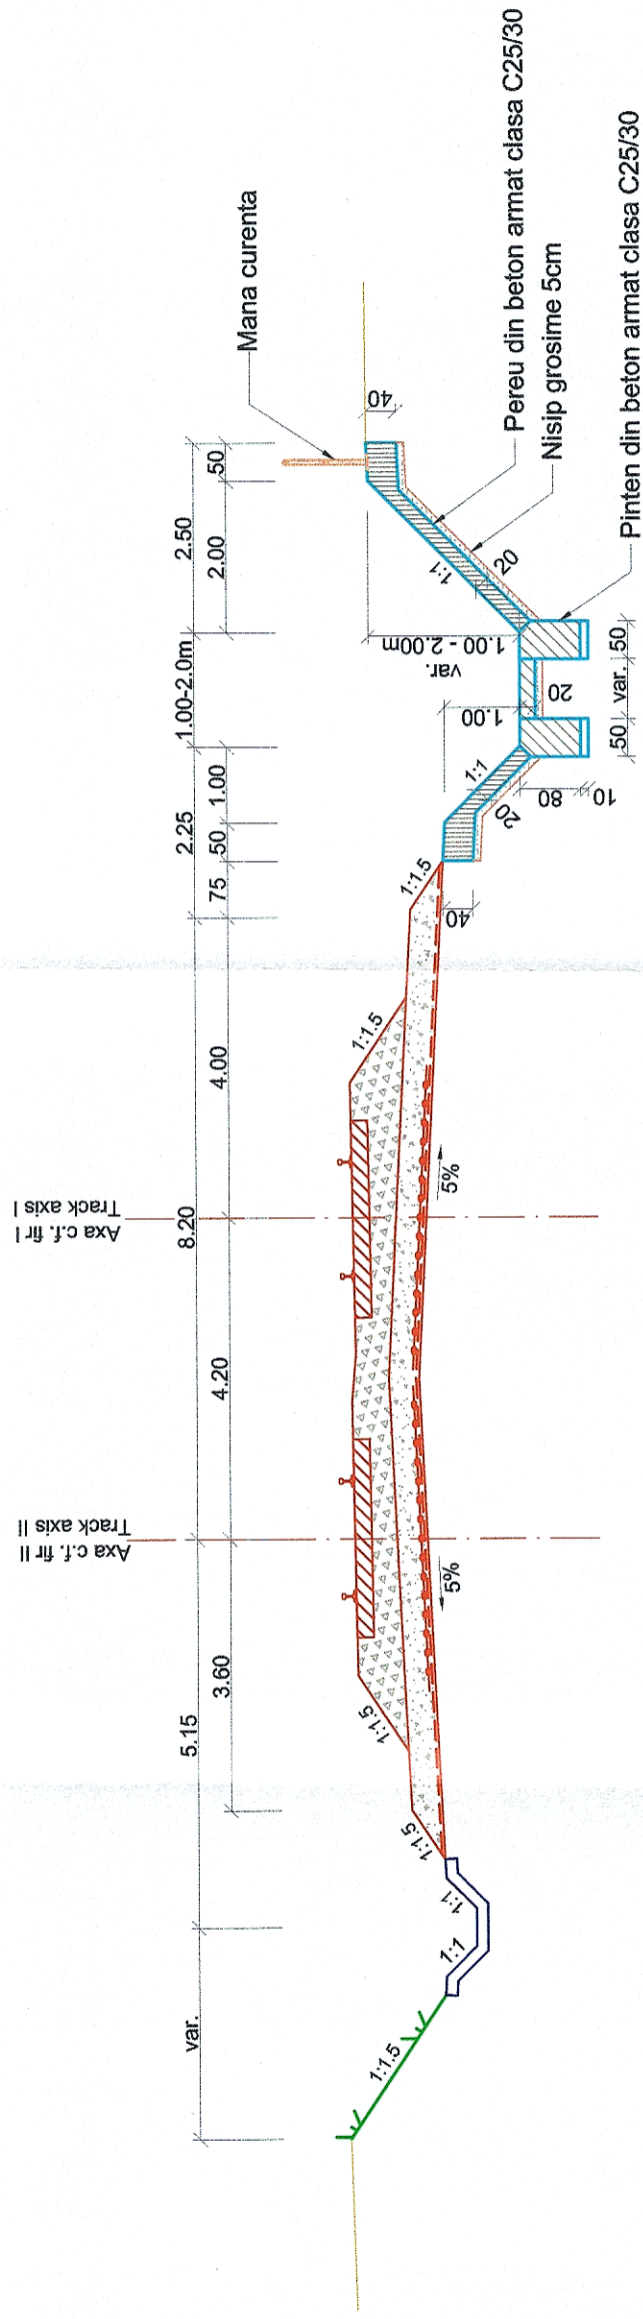 Axa c.f. fir II
Track axis II
Axa c.f. fir I
Track axis I
var.
5.15
8.20
2.25
1.00-2.0m
2.50
3.60
4.20
4.00
75
50
1.00
2.00
50
Mana curenta
1:1.5
1:1
1:1
1:1.5
1:1.5
5%
5%
1:1.5
1:1.5
40
20
1:1
1.00
80
10
var.
1.00 - 2.00m
20
50
var.
50
1:1
20
40
Pereu din beton armat clasa C25/30
Nisip grosime 5cm
Pinten din beton armat clasa C25/30